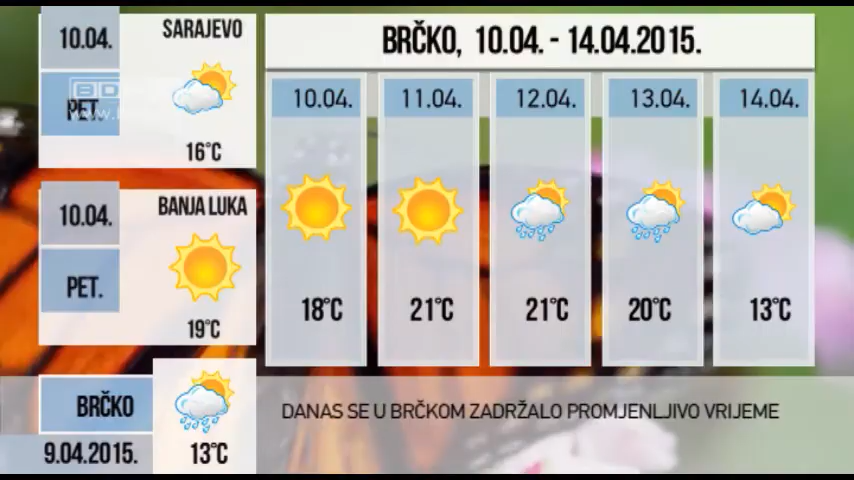 10.04.
SARAJEVO
PET.
16°C
10.04.
BANJA LUKA
PET.
19°C
BRČKO
9.04.2015.
13°C
BRČKO, 10.04. - 14.04.2015.
10.04.
11.04.
12.04.
13.04.
14.04.
18°C
21°C
21°C
20°C
13°C
DANAS SE U BRČKOM ZADRŽALO PROMJENLJIVO VRIJEME